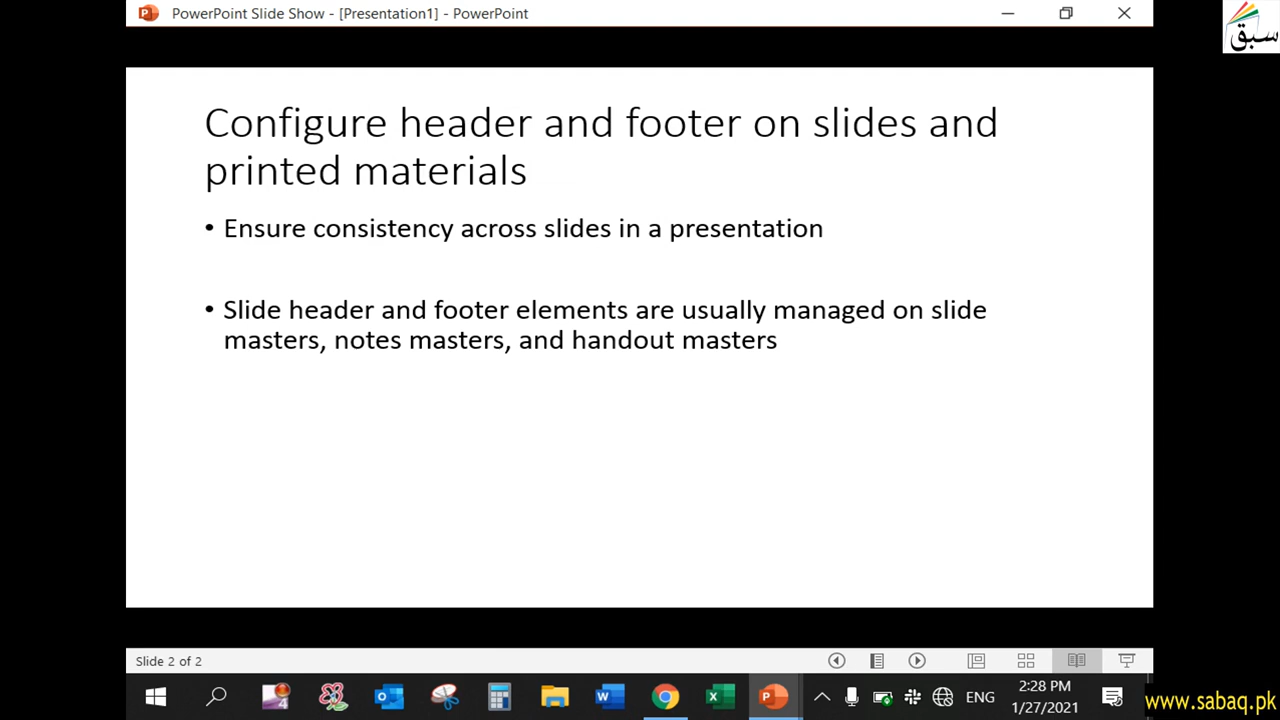 PowerPoint Slide Show - [Presentation1] - PowerPoint
سبق
Configure header and footer on slides and
printed materials
• Ensure consistency across slides in a presentation
• Slide header and footer elements are usually managed on slide
masters, notes masters, and handout masters
Slide 2 of 2
4
ENG
2:28 PM
1/27/2021
www.sabaq.pk